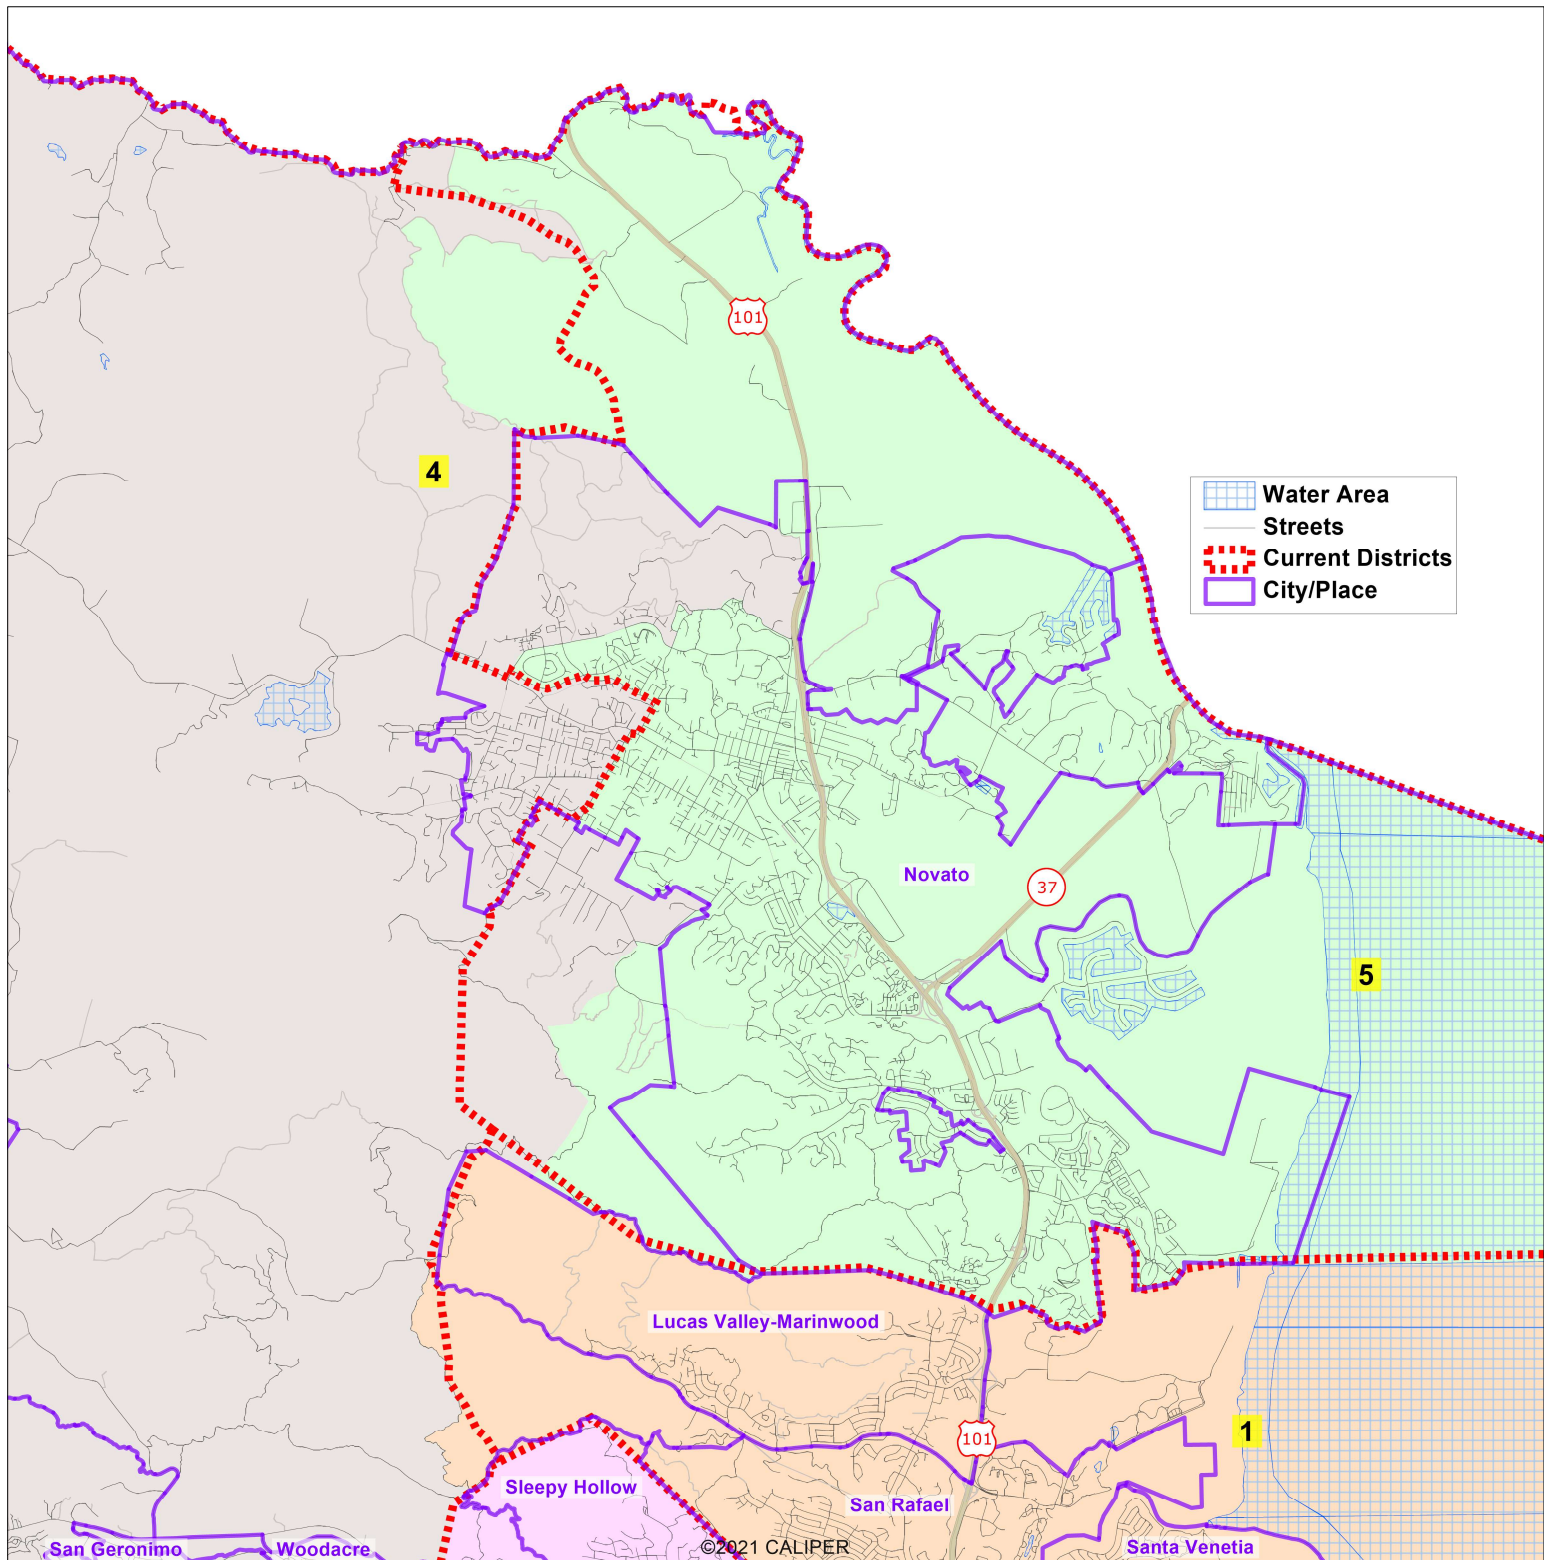 101
4
Water Area
Streets
Current Districts
City/Place
Novato
37
5
Lucas Valley-Marinwood
1
101
Sleepy Hollow
San Rafael
San Geronimo
Woodacre
©2021 CALIPER
Santa Venetia